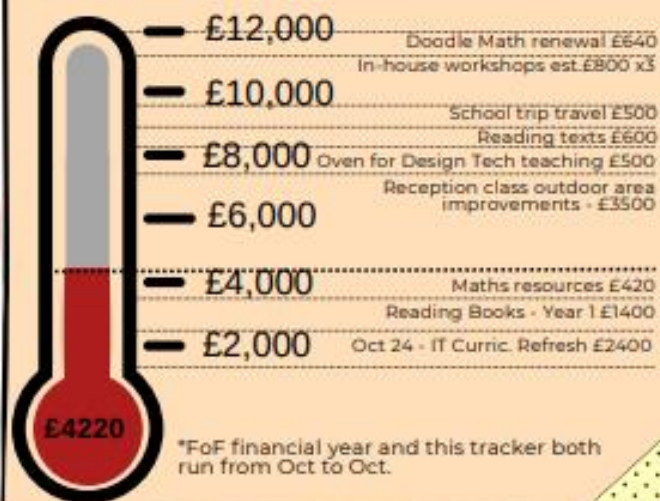 £12,000
Doodle Math renewal £640
In-house workshops est.£800 x3
£10,000
School trip travel £500
Reading texts £600
£8,000
Oven for Design Tech teaching £500
Reception class outdoor area
improvements - £3500
£6,000
£4,000
Maths resources £420
Reading Books - Year 1 £1400
£2,000
Oct 24 - IT Curric. Refresh £2400
£4220
*FoF financial year and this tracker both
run from Oct to Oct.